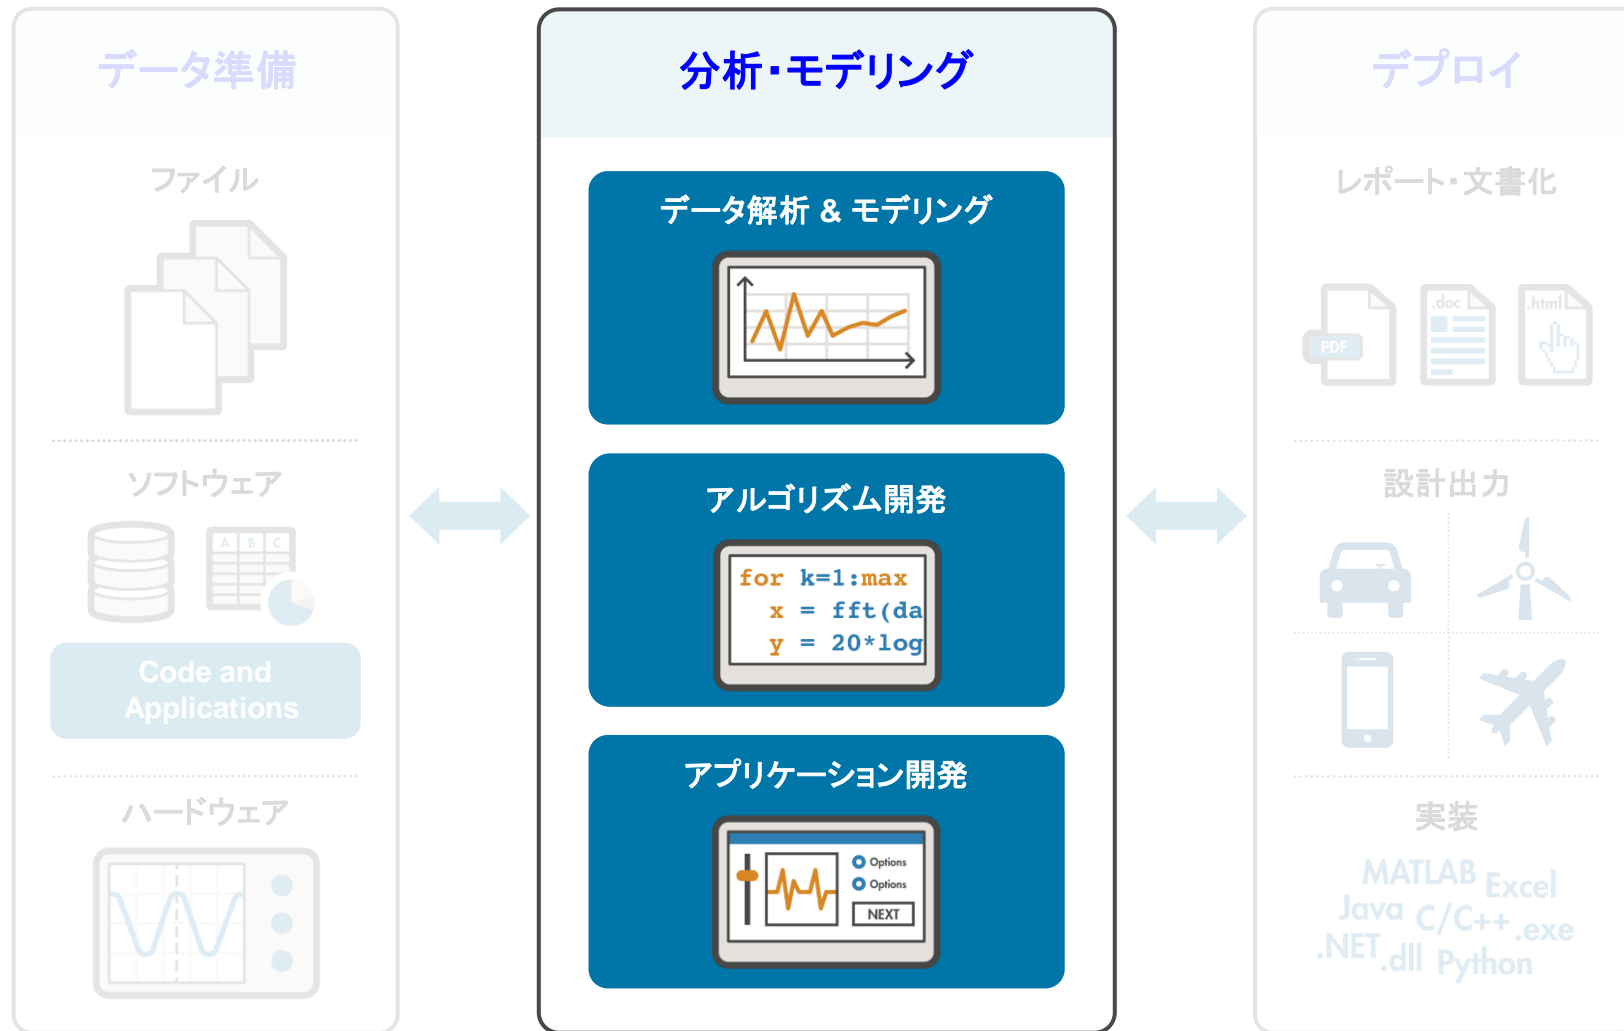 データ準備
ファイル
ソフトウェア
A B C
Code and
Applications
ハードウェア
分析・モデリング
データ解析 & モデリング
アルゴリズム開発
for k=1:max
x = fft(da
y = 20*log
アプリケーション開発
Options
Options
NEXT
デプロイ
レポート・文書化
PDF
.doc
.html
設計出力
実装
MATLAB Excel
Java C/C++ .exe
.NET .dll Python